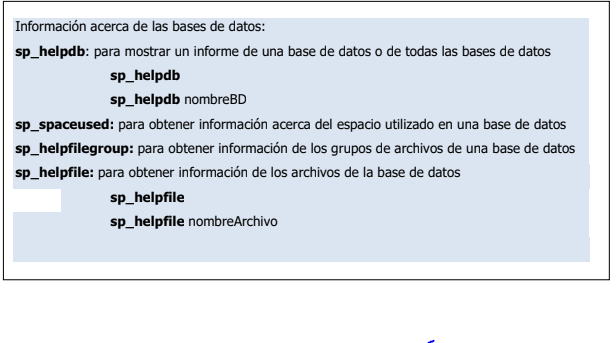 Información acerca de las bases de datos:
sp_helpdb: para mostrar un informe de una base de datos o de todas las bases de datos
sp_helpdb
sp_helpdb nombreBD
sp_spaceused: para obtener información acerca del espacio utilizado en una base de datos
sp_helpfilegroup: para obtener información de los grupos de archivos de una base de datos
sp_helpfile: para obtener información de los archivos de la base de datos
sp_helpfile
sp_helpfile nombreArchivo